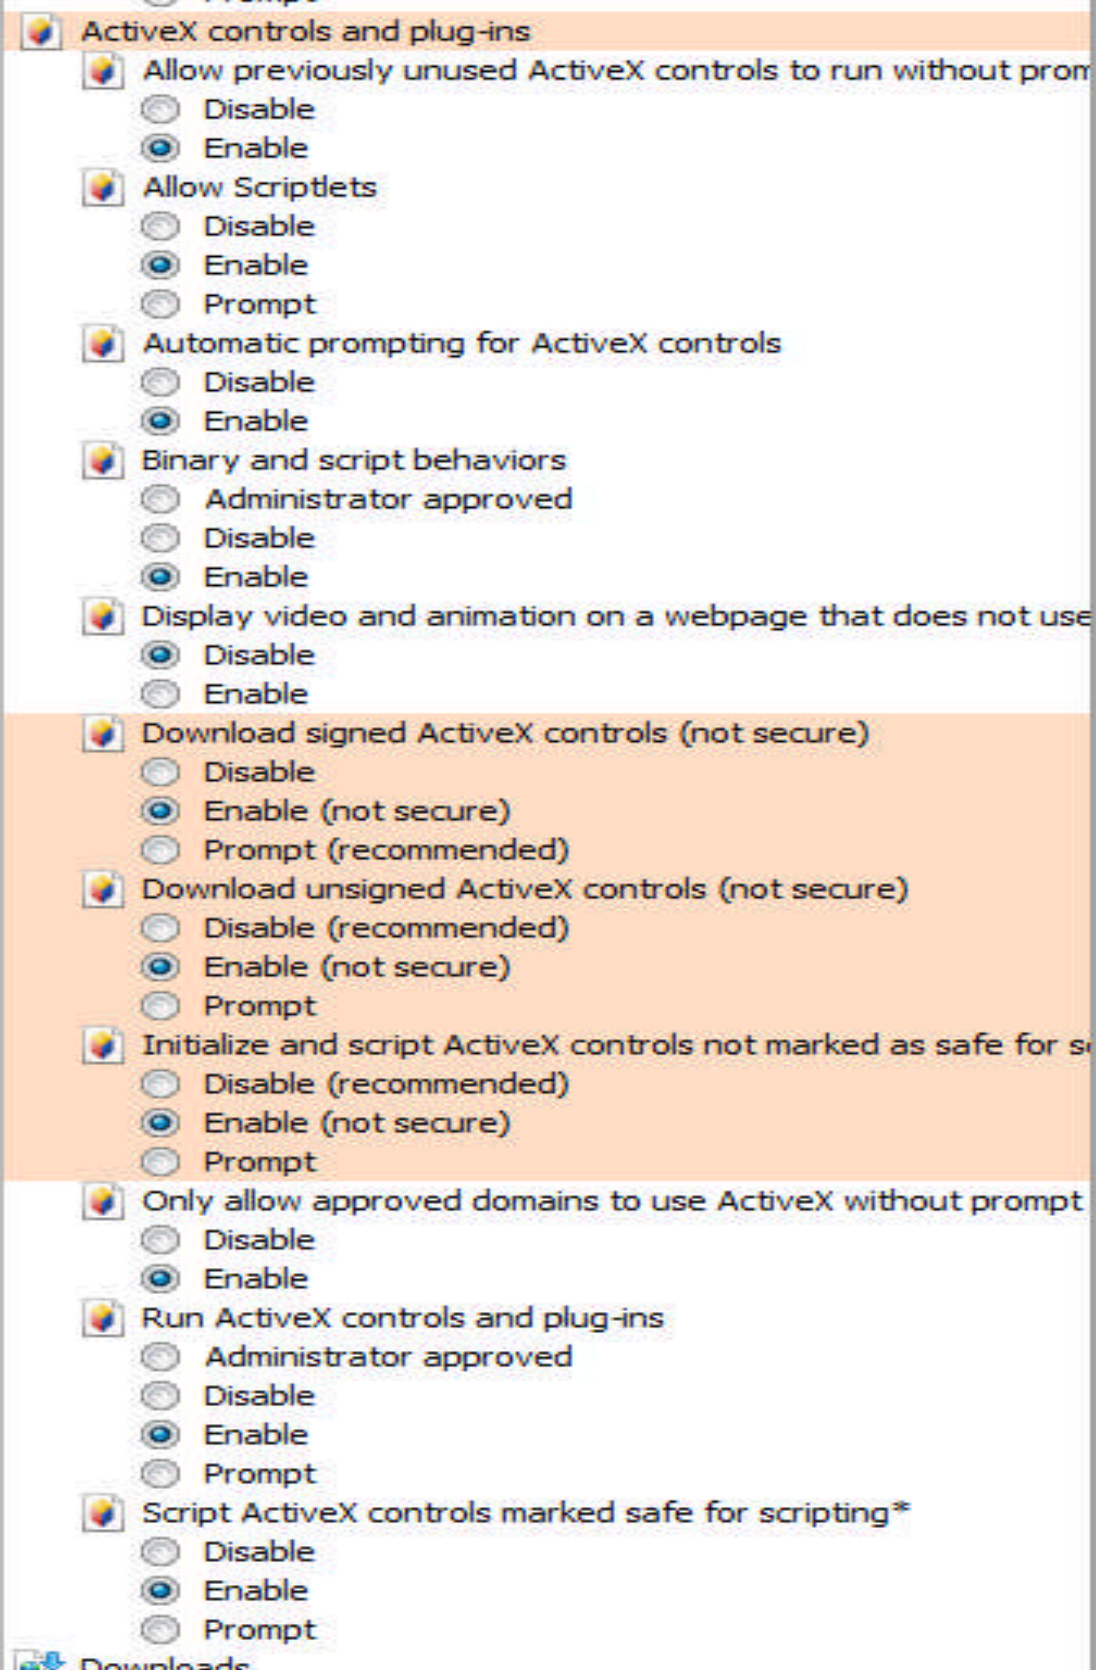 ActiveX controls and plug-ins
Allow previously unused ActiveX controls to run without prom
Disable
Enable
Allow Scriptlets
Disable
Enable
Prompt
Automatic prompting for ActiveX controls
Disable
Enable
Binary and script behaviors
Administrator approved
Disable
Enable
Display video and animation on a webpage that does not use
Disable
Enable
Download signed ActiveX controls (not secure)
Disable
Enable (not secure)
Prompt (recommended)
Download unsigned ActiveX controls (not secure)
Disable (recommended)
Enable (not secure)
Prompt
Initialize and script ActiveX controls not marked as safe for s
Disable (recommended)
Enable (not secure)
Prompt
Only allow approved domains to use ActiveX without prompt
Disable
Enable
Run ActiveX controls and plug-ins
Administrator approved
Disable
Enable
Prompt
Script ActiveX controls marked safe for scripting*
Disable
Enable
Prompt
Downloads